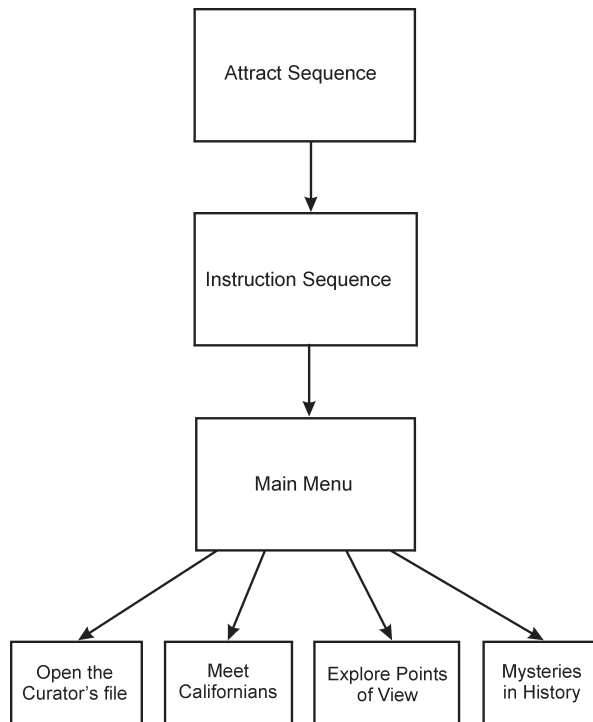 Attract Sequence
Instruction Sequence
Main Menu
Open the
Curator’s file
Meet
Californians
Explore Points
of View
Mysteries
in History